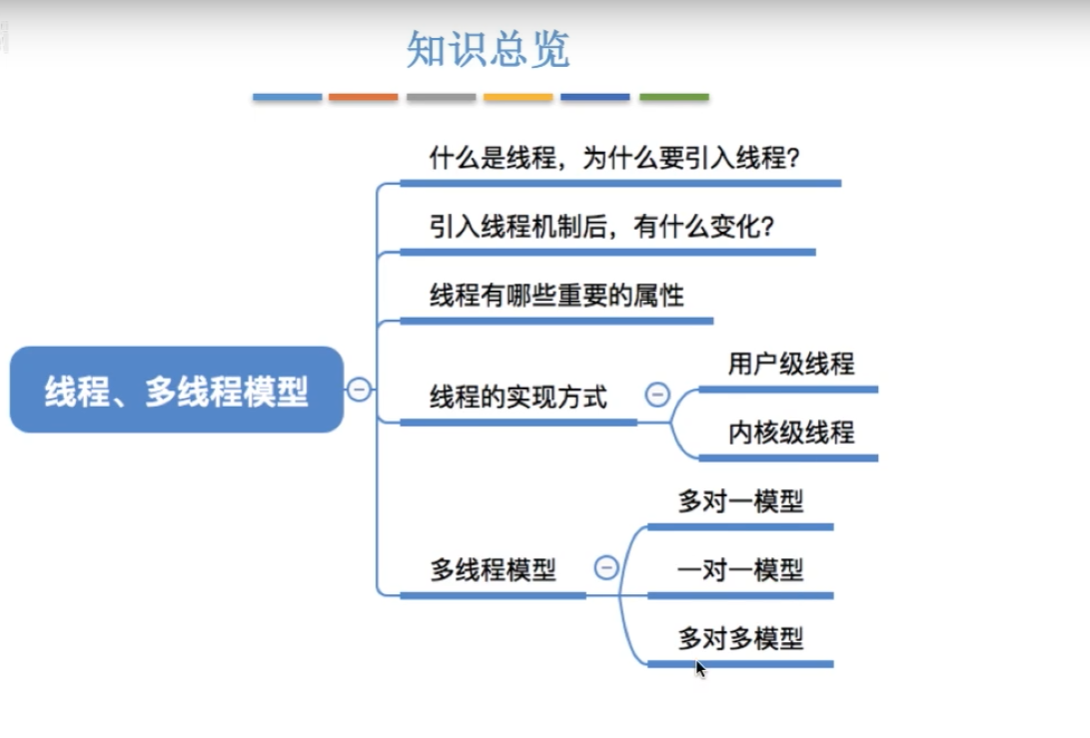 知识总览
什么是线程，为什么要引入线程？
引入线程机制后，有什么变化？
线程有哪些重要的属性
线程、多线程模型
线程的实现方式
用户级线程
内核级线程
多线程模型
多对一模型
一对一模型
多对多模型